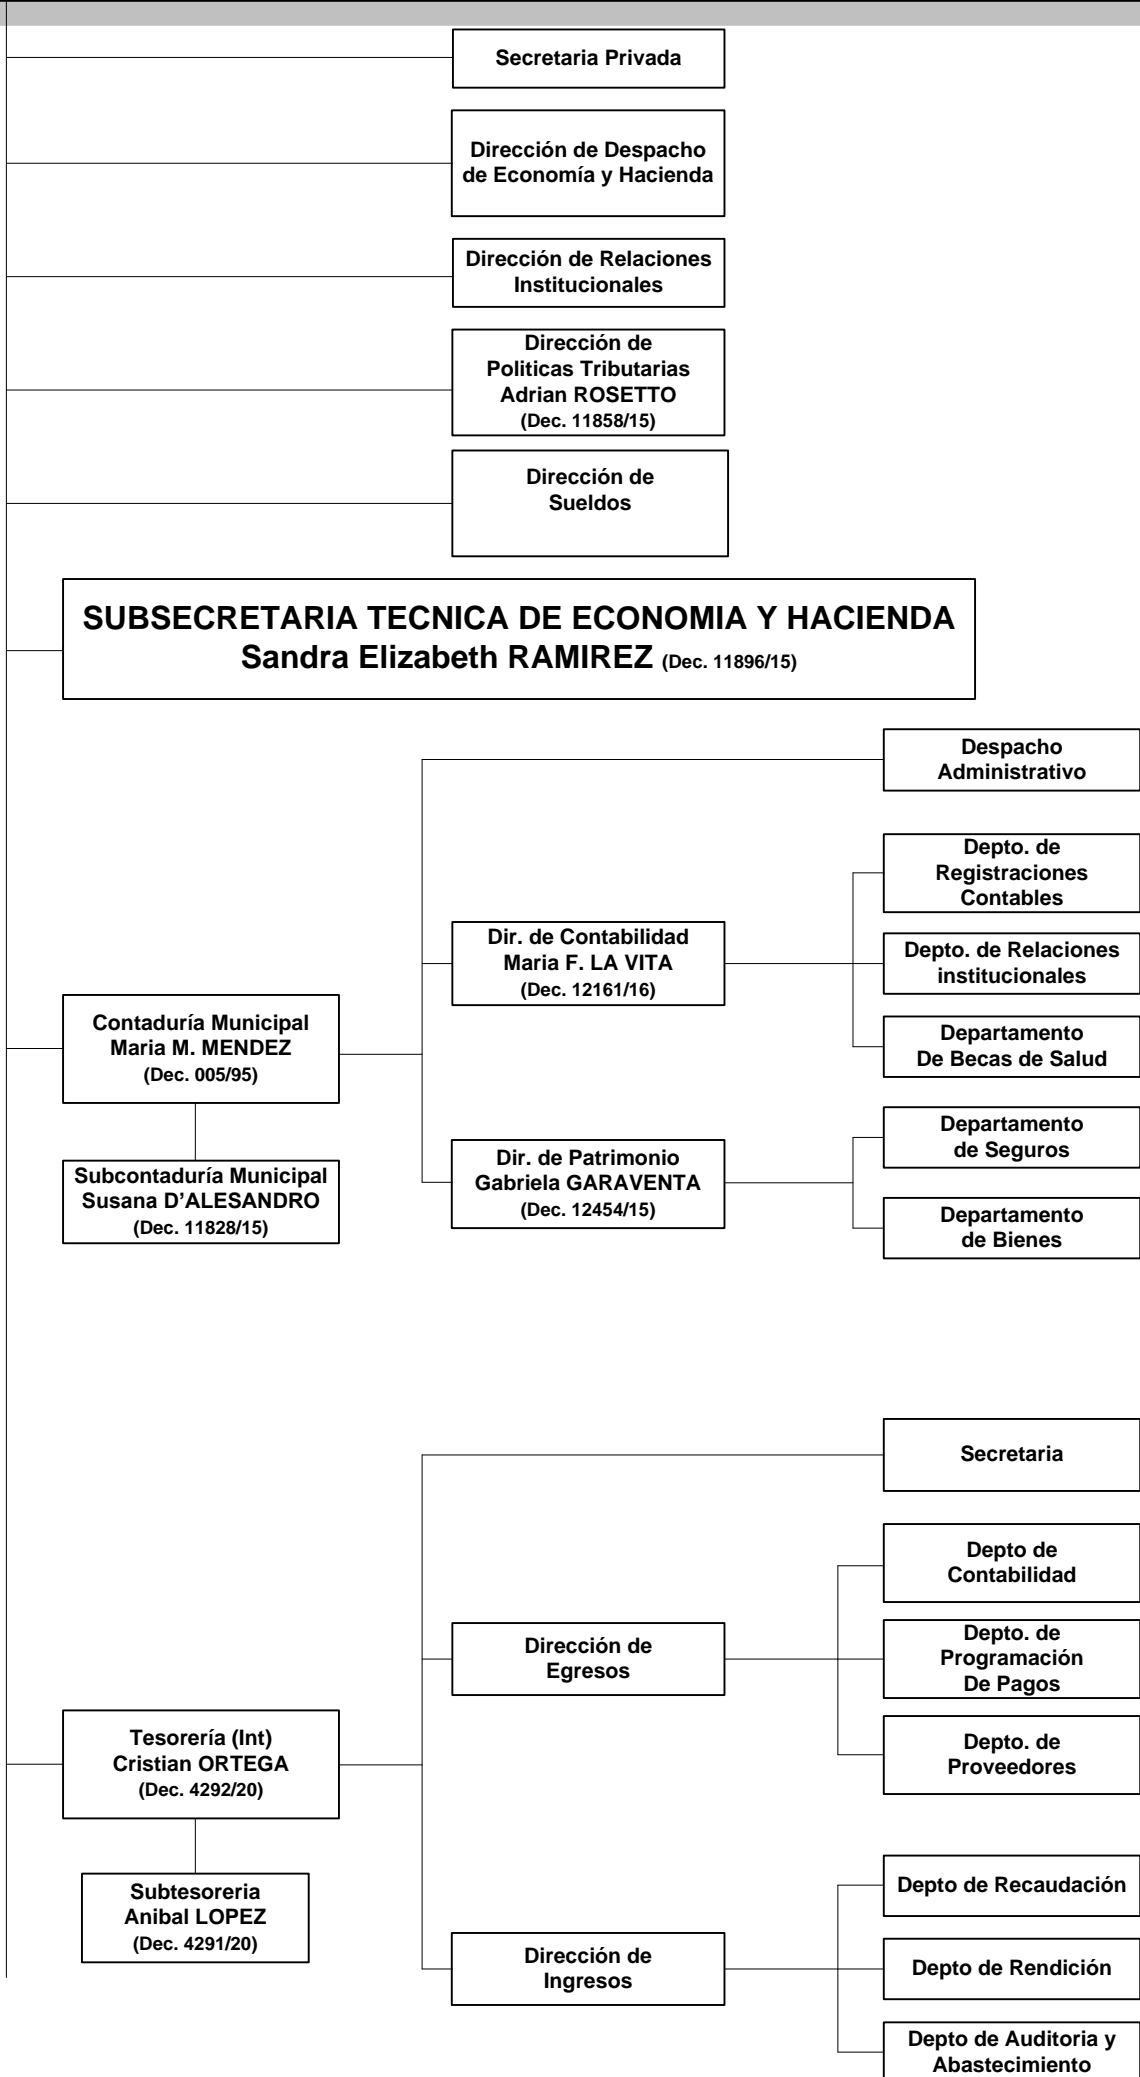 Secretaria Privada
Dirección de Despacho
de Economía y Hacienda
Dirección de Relaciones
Institucionales
Dirección de
Politicas Tributarias
Adrian ROSETTO
(Dec. 11858/15)
Dirección de
Sueldos
SUBSECRETARIA TECNICA DE ECONOMIA Y HACIENDA
Sandra Elizabeth RAMIREZ (Dec. 11896/15)
Despacho
Administrativo
Depto. de
Registraciones
Contables
Dir. de Contabilidad
Maria F. LA VITA
(Dec. 12161/16)
Depto. de Relaciones
institucionales
Contaduría Municipal
Maria M. MENDEZ
(Dec. 005/95)
Departamento
De Becas de Salud
Departamento
de Seguros
Subcontaduría Municipal
Susana D’ALESANDRO
(Dec. 11828/15)
Dir. de Patrimonio
Gabriela GARAVENTA
(Dec. 12454/15)
Departamento
de Bienes
Secretaria
Depto de
Contabilidad
Dirección de
Egresos
Depto. de
Programación
De Pagos
Tesorería (Int)
Cristian ORTEGA
(Dec. 4292/20)
Depto. de
Proveedores
Subtesoreria
Anibal LOPEZ
(Dec. 4291/20)
Depto de Recaudación
Dirección de
Ingresos
Depto de Rendición
Depto de Auditoria y
Abastecimiento